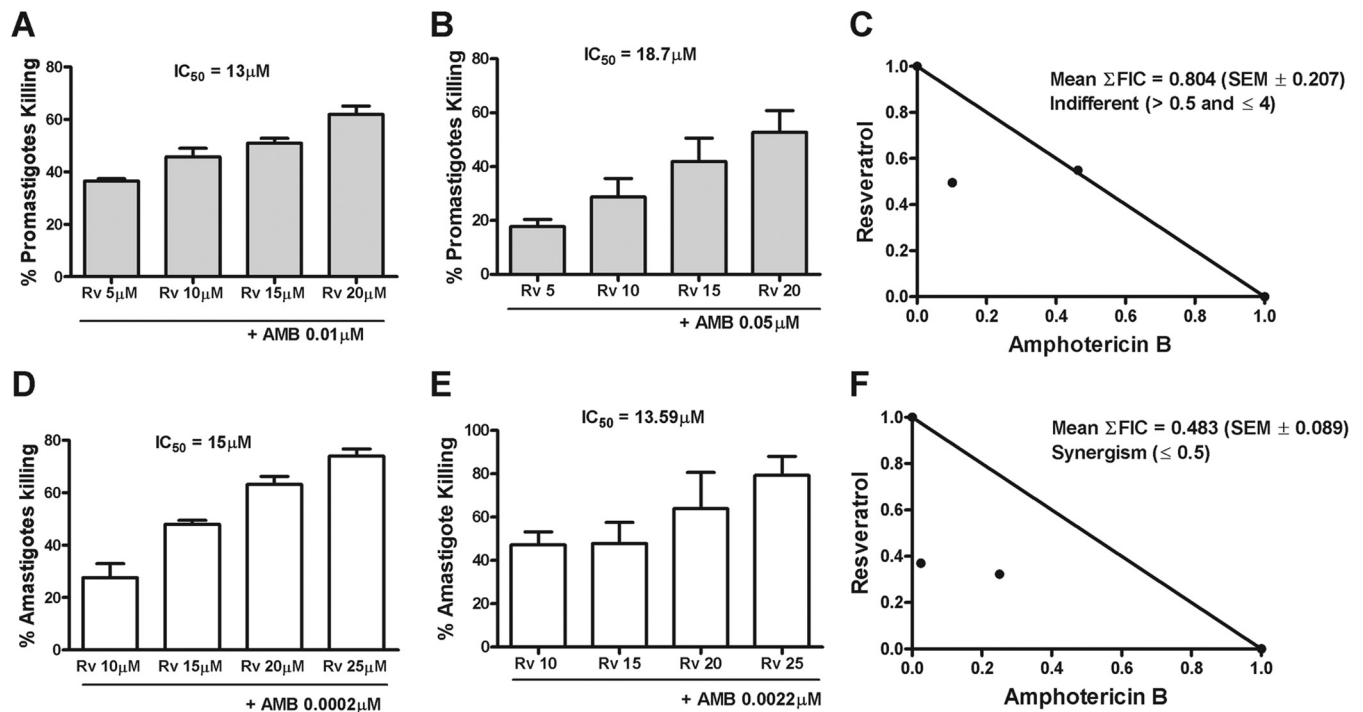 A
IC50 = 13μM
% Promastigotes Killing
80
60
40
20
0
Rv 5μM Rv 10μM Rv 15μM Rv 20μM
+ AMB 0.01μM
B
IC50 = 18.7μM
% Promastigotes Killing
80
60
40
20
0
Rv 5 Rv 10 Rv 15 Rv 20
+ AMB 0.05μM
C
Mean ΣFIC = 0.804 (SEM ± 0.207)
Indifferent (> 0.5 and ≤ 4)
Resveratrol
1.0
0.8
0.6
0.4
0.2
0.0
0.0 0.2 0.4 0.6 0.8 1.0
Amphotericin B
D
IC50 = 15μM
% Amastigotes killing
80
60
40
20
0
Rv 10μM Rv 15μM Rv 20μM Rv 25μM
+ AMB 0.0002μM
E
IC50 = 13.59μM
% Amastigote Killing
100
80
60
40
20
0
Rv 10 Rv 15 Rv 20 Rv 25
+ AMB 0.0022μM
F
Mean ΣFIC = 0.483 (SEM ± 0.089)
Synergism (≤ 0.5)
Resveratrol
1.0
0.8
0.6
0.4
0.2
0.0
0.0 0.2 0.4 0.6 0.8 1.0
Amphotericin B